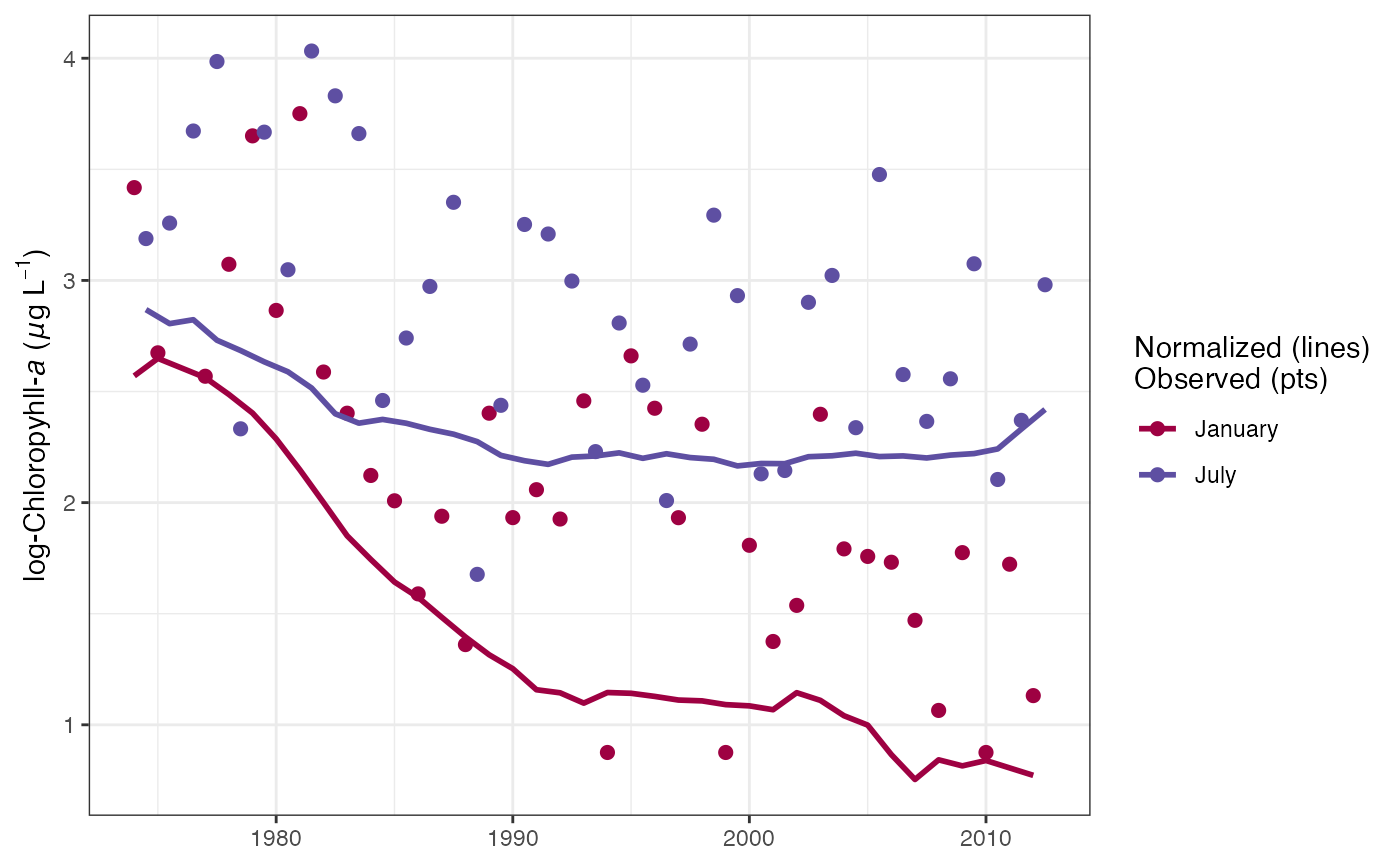 4
3
2
1
log-Chloropyhll-a (μg L⁻¹)
1980
1990
2000
2010
Normalized (lines)
Observed (pts)
January
July